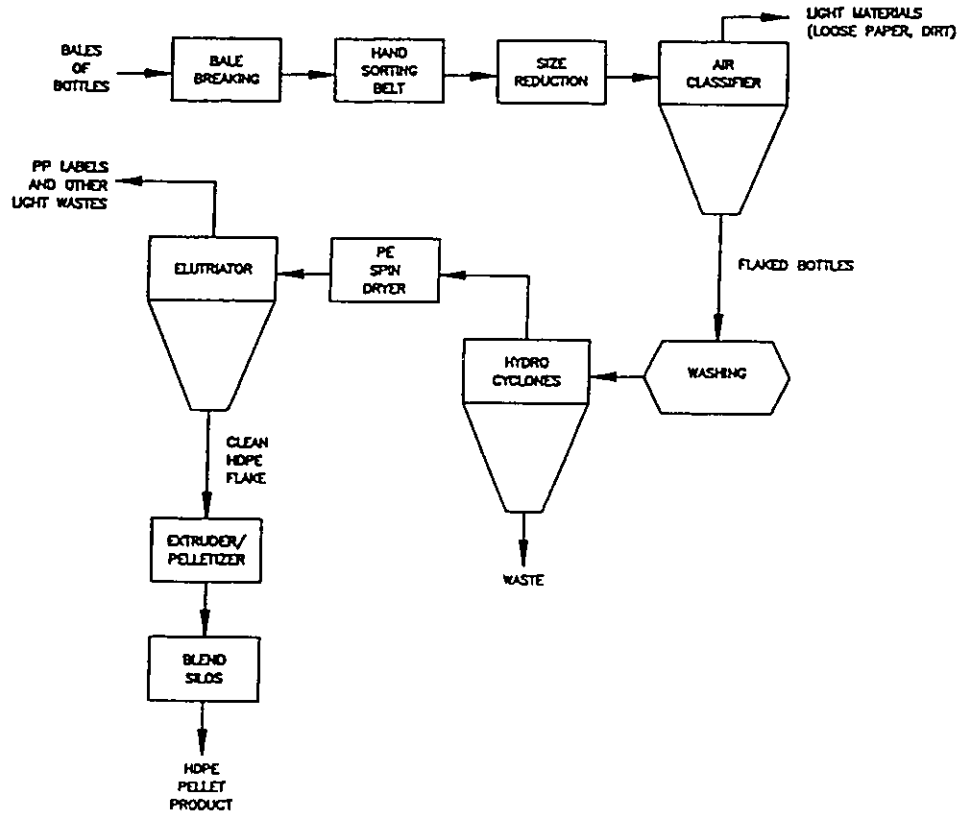 LIGHT MATERIALS
(LOOSE PAPER, DIRT)
BALES
OF
BOTTLES
BALE
BREAKING
HAND
SORTING
BELT
SIZE
REDUCTION
AIR
CLASSIFIER
PP LABELS
AND OTHER
LIGHT WASTES
ELUTRIATOR
PE
SPIN
DRYER
FLAKED BOTTLES
HYDRO
CYCLONES
WASHING
CLEAN
HDPE
FLAKE
EXTRUDER/
PELLETIZER
WASTE
BLEND
SILOS
HDPE
PELLET
PRODUCT